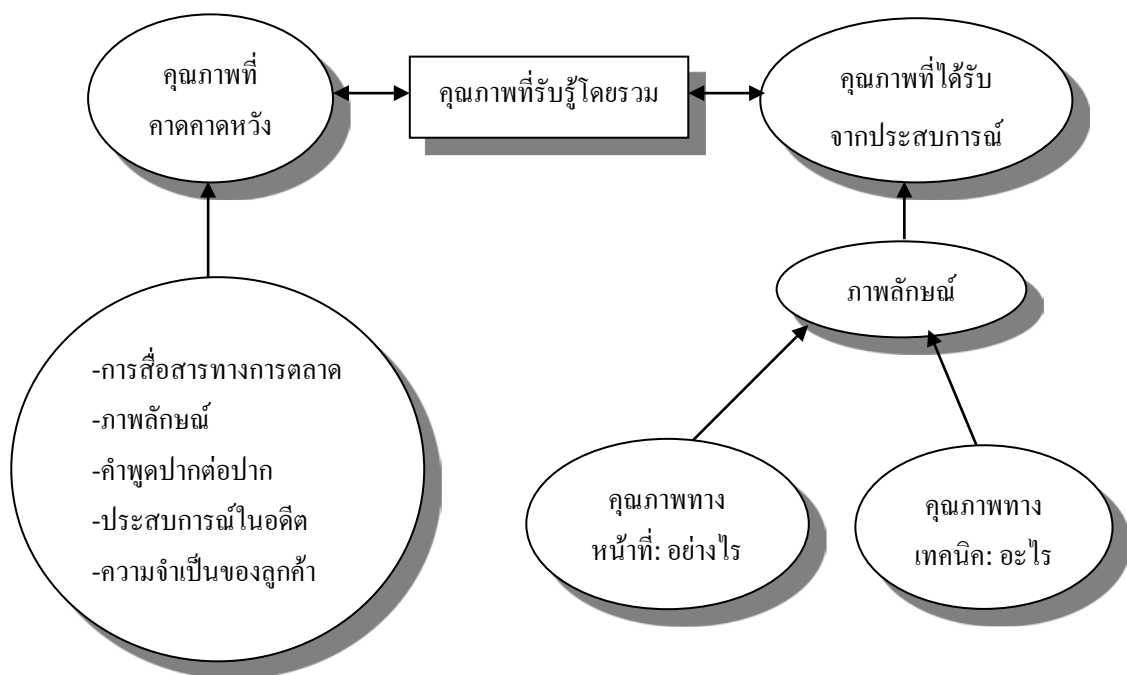 คุณภาพที่
คาดคาดหวัง
คุณภาพที่รับรู้โดยรวม
คุณภาพที่ได้รับ
จากประสบการณ์
ภาพลักษณ์
-การสื่อสารทางการตลาด
-ภาพลักษณ์
-คำพูดปากต่อปาก
-ประสบการณ์ในอดีต
-ความจำเป็นของลูกค้า
คุณภาพทาง
หน้าที่: อย่างไร
คุณภาพทาง
เทคนิค: อะไร